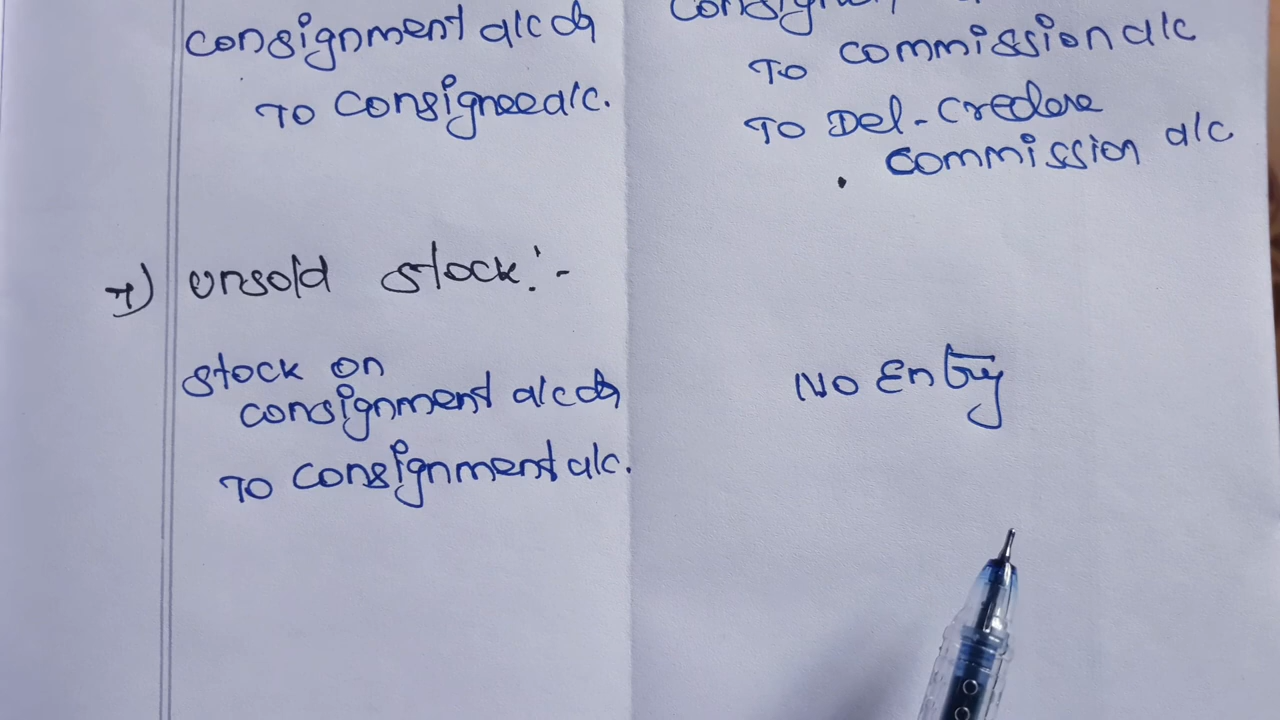 consignment a/c dr
To consignee a/c.
To commission a/c
To Del-credere
commission a/c
7) unsold stock:-
stock on
consignment a/c dr
To consignment a/c.
No Entry